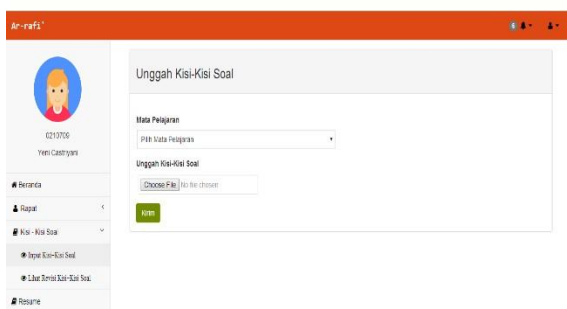 Ar-rafi'
6
Unggah Kisi-Kisi Soal
0213709
Yeni Castriyani
Mata Pelajaran
Pilih Mata Pelajaran
Unggah Kisi-Kisi Soal
Choose File No file chosen
Kirim
Beranda
Rapat
Kisi - Kisi Soal
Input Kisi-Kisi Soal
Lihat Revisi Kisi-Kisi Soal
Resume